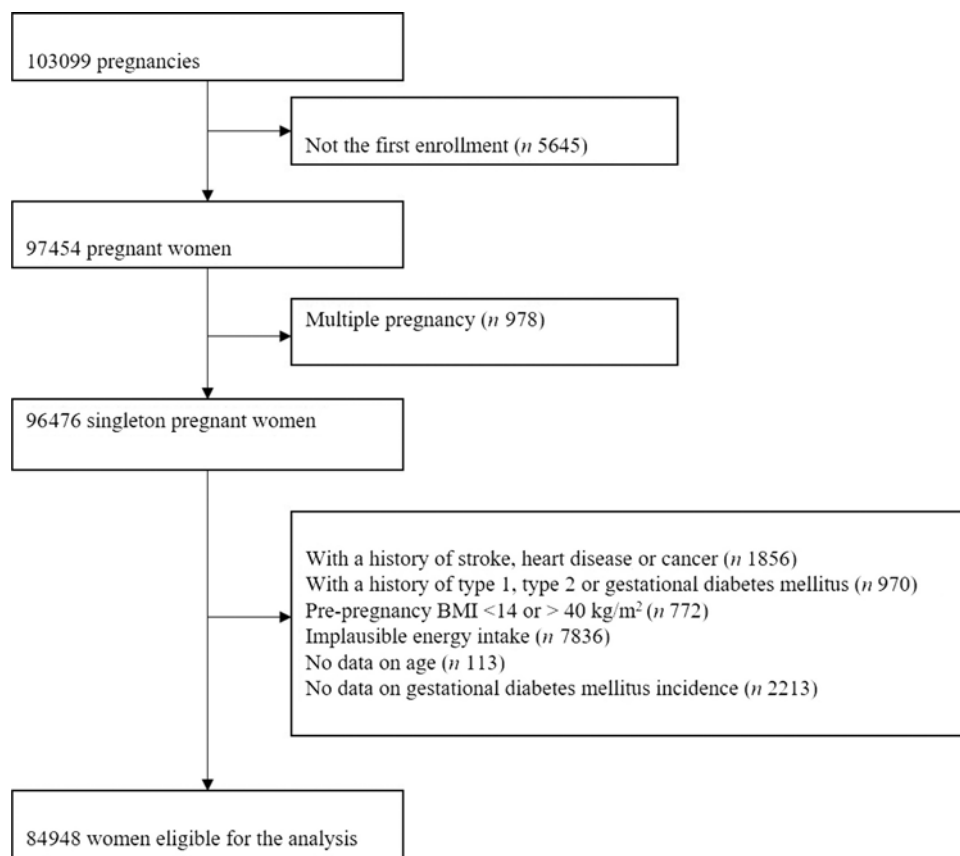 103099 pregnancies
Not the first enrollment (n 5645)
97454 pregnant women
Multiple pregnancy (n 978)
96476 singleton pregnant women
With a history of stroke, heart disease or cancer (n 1856)
With a history of type 1, type 2 or gestational diabetes mellitus (n 970)
Pre-pregnancy BMI <14 or > 40 kg/m² (n 772)
Implausible energy intake (n 7836)
No data on age (n 113)
No data on gestational diabetes mellitus incidence (n 2213)
84948 women eligible for the analysis